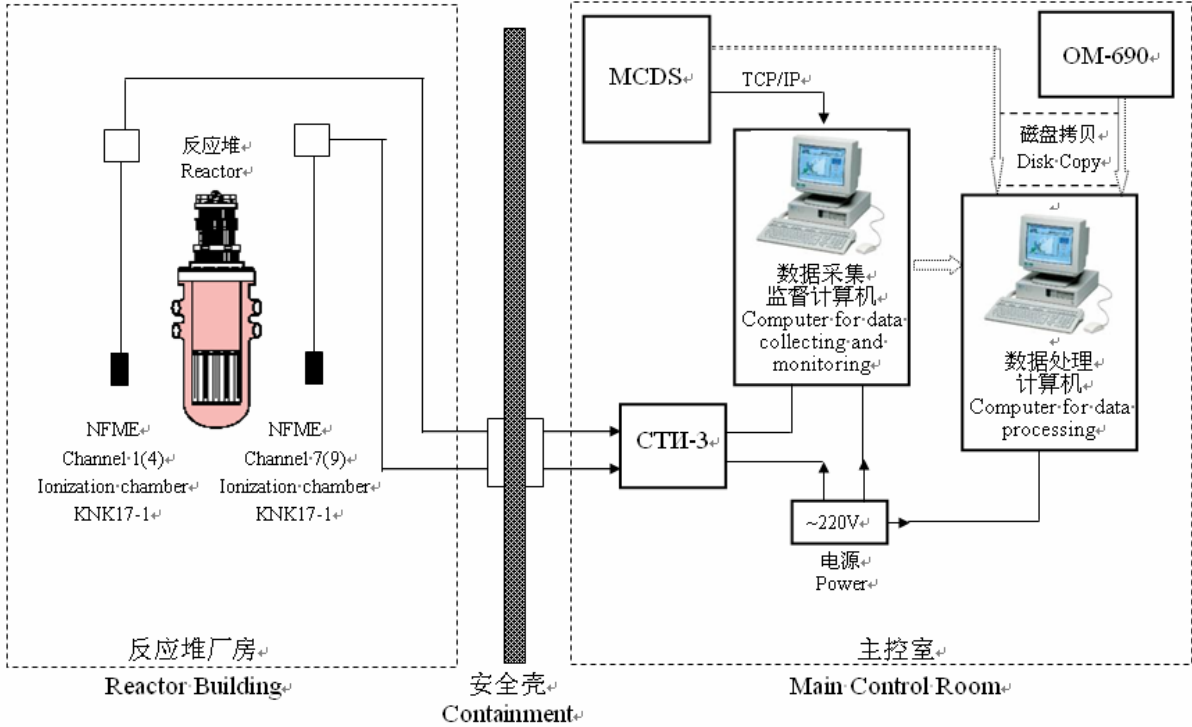 MCDS
TCP/IP
OM-690
磁盘拷贝
Disk Copy
反应堆
Reactor
数据采集
监督计算机
Computer for data
collecting and
monitoring
数据处理
计算机
Computer for data
processing
NFME
Channel 1(4)
Ionization chamber
KNK17-1
NFME
Channel 7(9)
Ionization chamber
KNK17-1
СТИ-3
~220V
电源
Power
反应堆厂房
Reactor Building
安全壳
Containment
主控室
Main Control Room